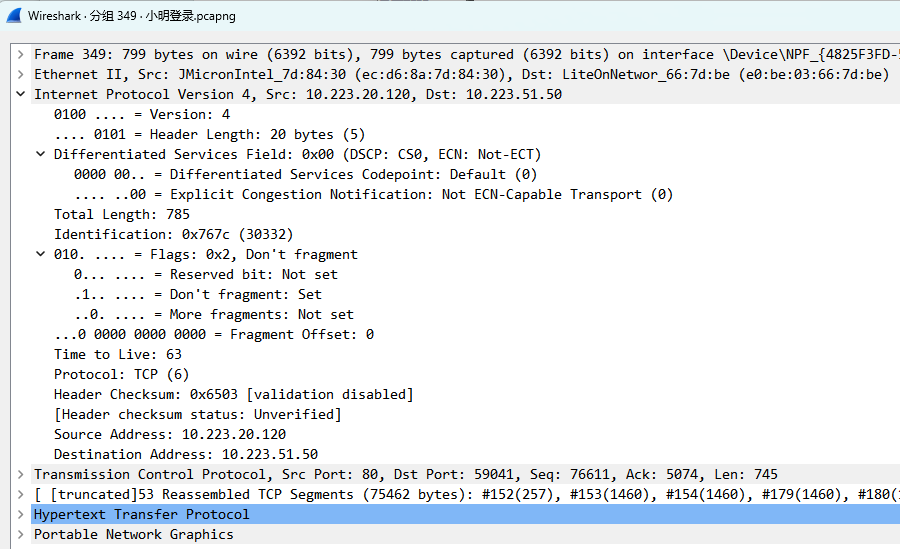 Wireshark · 分组 349 · 小明登录.pcapng
Frame 349: 799 bytes on wire (6392 bits), 799 bytes captured (6392 bits) on interface \Device\NPF_{4825F3FD-
Ethernet II, Src: JMicronIntel_7d:84:30 (ec:d6:8a:7d:84:30), Dst: LiteOnNetwor_66:7d:be (e0:be:03:66:7d:be)
Internet Protocol Version 4, Src: 10.223.20.120, Dst: 10.223.51.50
0100 .... = Version: 4
.... 0101 = Header Length: 20 bytes (5)
Differentiated Services Field: 0x00 (DSCP: CS0, ECN: Not-ECT)
0000 00.. = Differentiated Services Codepoint: Default (0)
.... ..00 = Explicit Congestion Notification: Not ECN-Capable Transport (0)
Total Length: 785
Identification: 0x767c (30332)
010. .... = Flags: 0x2, Don't fragment
0... .... = Reserved bit: Not set
.1.. .... = Don't fragment: Set
..0. .... = More fragments: Not set
...0 0000 0000 0000 = Fragment Offset: 0
Time to Live: 63
Protocol: TCP (6)
Header Checksum: 0x6503 [validation disabled]
[Header checksum status: Unverified]
Source Address: 10.223.20.120
Destination Address: 10.223.51.50
Transmission Control Protocol, Src Port: 80, Dst Port: 59041, Seq: 76611, Ack: 5074, Len: 745
[ [truncated]53 Reassembled TCP Segments (75462 bytes): #152(257), #153(1460), #154(1460), #179(1460), #180(
Hypertext Transfer Protocol
Portable Network Graphics